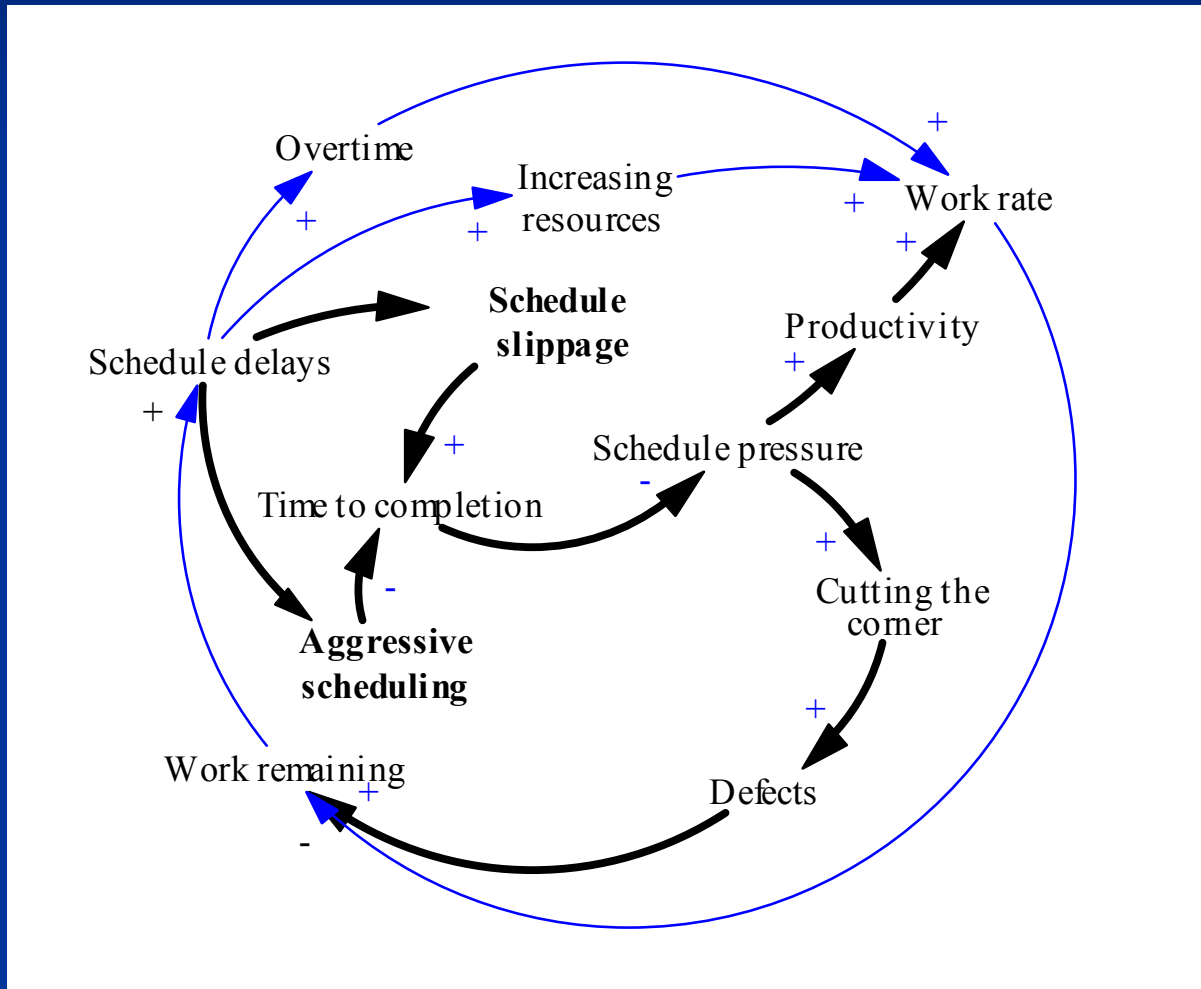 +
Overtime
Increasing
resources
+
Work rate
+
+
+
Schedule
slippage
Productivity
Schedule delays
+
+
Schedule pressure
+
-
Time to completion
+
-
Cutting the
corner
Aggressive
scheduling
+
Work remaining
+
Defects
-